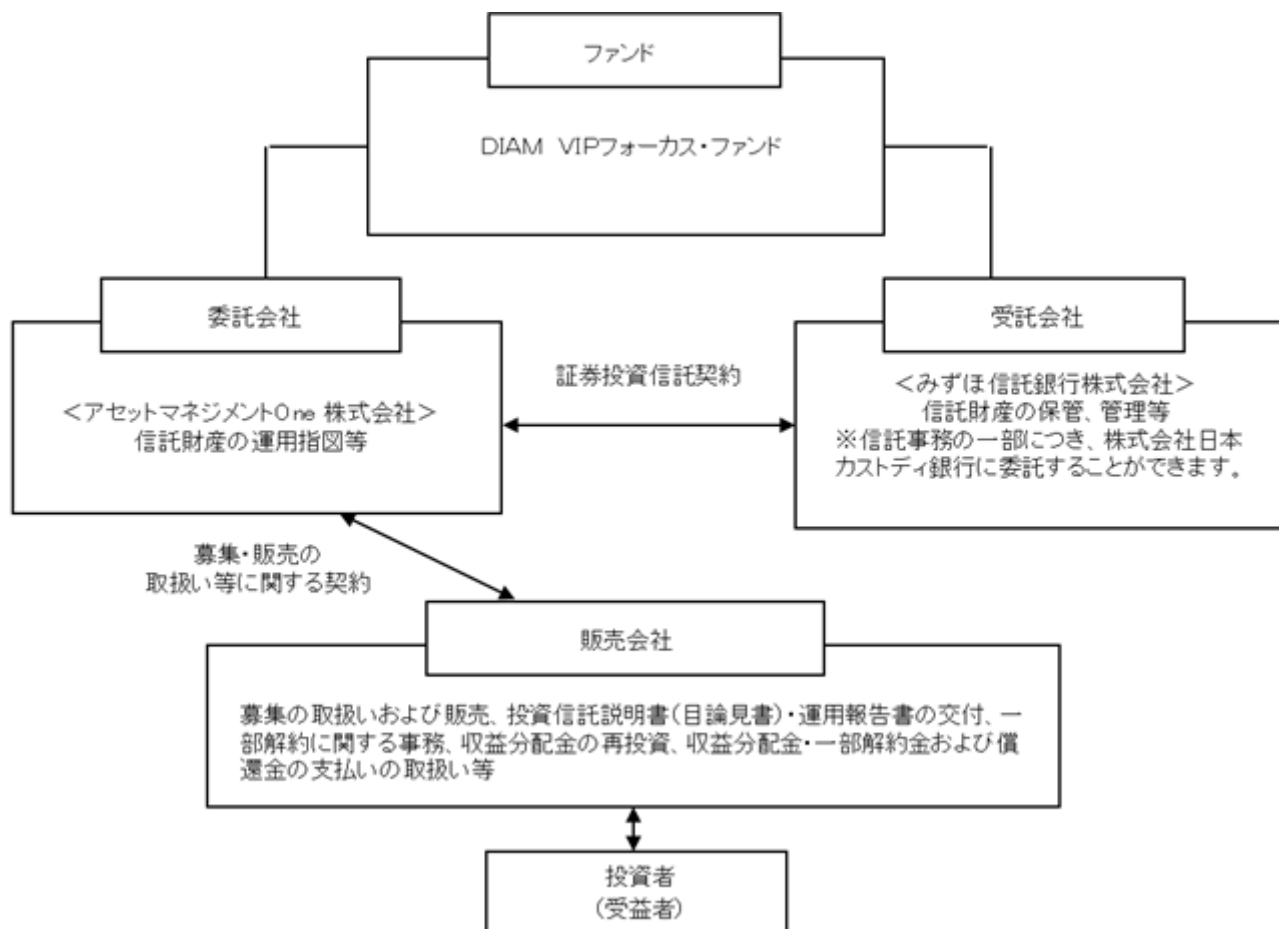 ファンド
DIAM VIPフォーカス・ファンド
委託会社
<アセットマネジメントOne 株式会社>
信託財産の運用指図等
証券投資信託契約
受託会社
<みずほ信託銀行株式会社>
信託財産の保管、管理等
※信託事務の一部につき、株式会社日本
カストディ銀行に委託することができます。
募集・販売の
取扱い等に関する契約
販売会社
募集の取扱いおよび販売、投資信託説明書(目論見書)・運用報告書の交付、一
部解約に関する事務、収益分配金の再投資、収益分配金・一部解約金および償
還金の支払いの取扱い等
投資者
(受益者)